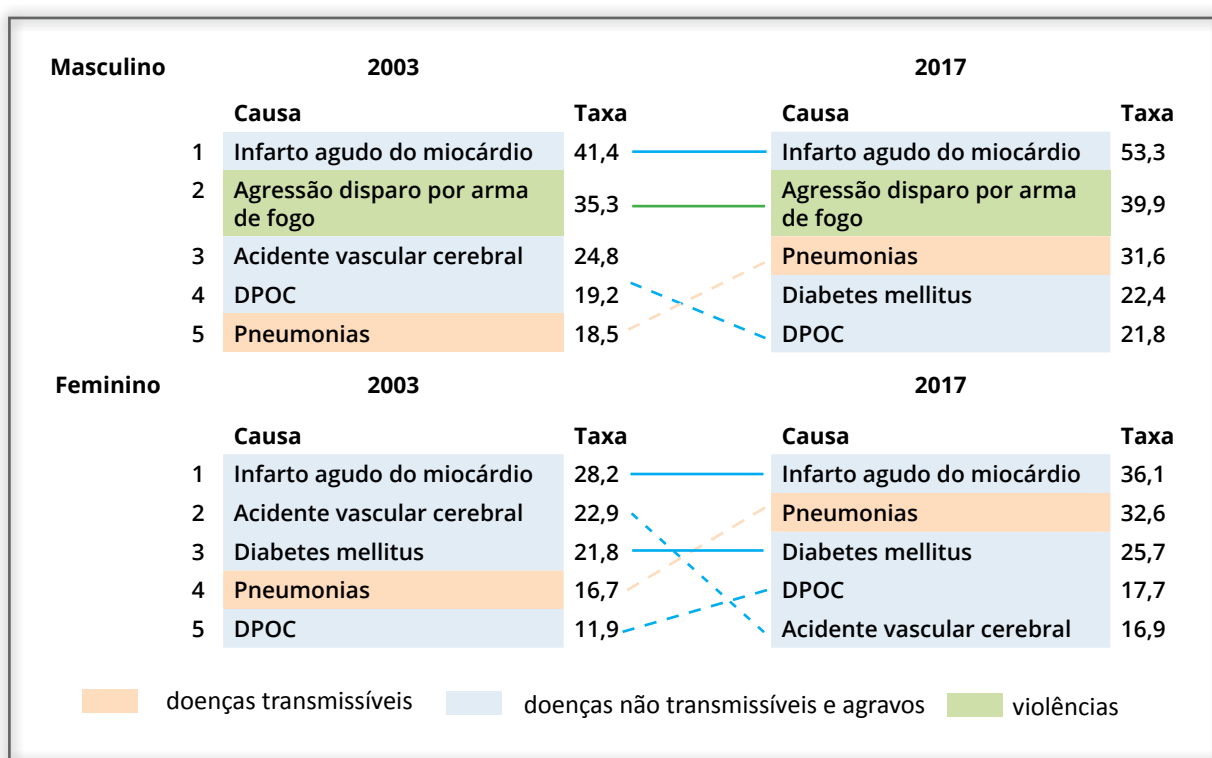 Masculino 2003 2017
Causa Taxa Causa Taxa
1 Infarto agudo do miocárdio 41,4 Infarto agudo do miocárdio 53,3
2 Agressão disparo por arma
de fogo 35,3 Agressão disparo por arma
de fogo 39,9
3 Acidente vascular cerebral 24,8 Pneumonias 31,6
4 DPOC 19,2 Diabetes mellitus 22,4
5 Pneumonias 18,5 DPOC 21,8
Feminino 2003 2017
Causa Taxa Causa Taxa
1 Infarto agudo do miocárdio 28,2 Infarto agudo do miocárdio 36,1
2 Acidente vascular cerebral 22,9 Pneumonias 32,6
3 Diabetes mellitus 21,8 Diabetes mellitus 25,7
4 Pneumonias 16,7 DPOC 17,7
5 DPOC 11,9 Acidente vascular cerebral 16,9
doenças transmissíveis doenças não transmissíveis e agravos violências